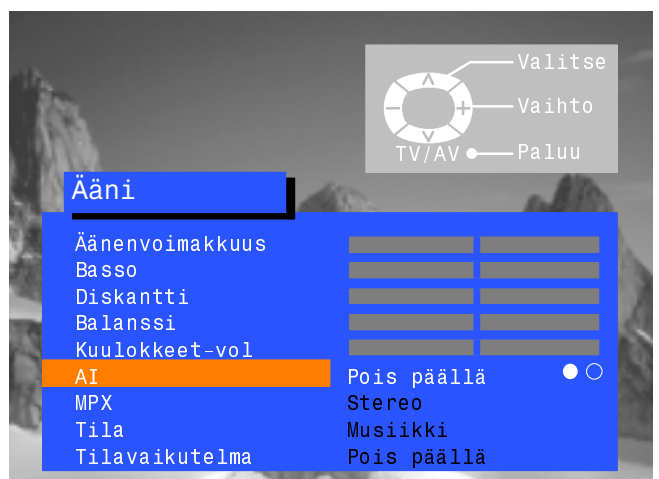 Valitse
Vaihto
TV/AV Paluu
Ääni
Äänenvoimakkuus
Basso
Diskantti
Balanssi
Kuulokkeet-vol
AI Pois päällä
MPX Stereo
Tila Musiikki
Tilavaikutelma Pois päällä